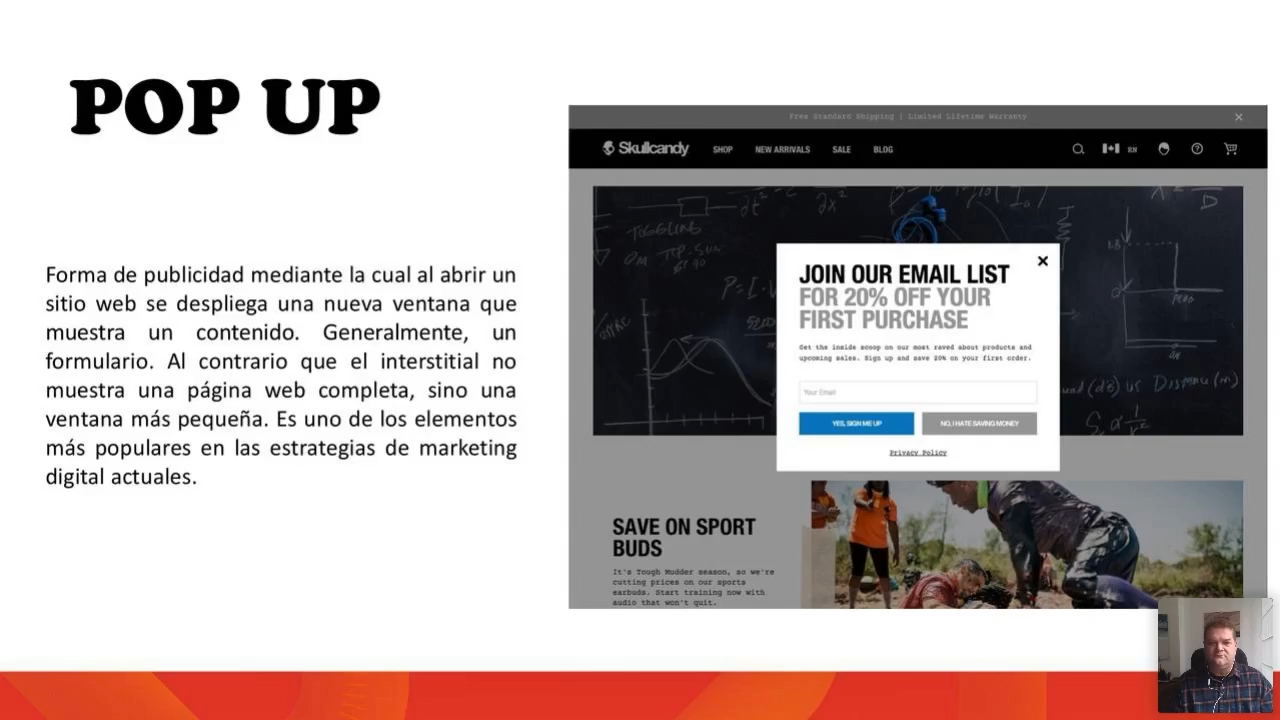 POP UP
Forma de publicidad mediante la cual al abrir un
sitio web se despliega una nueva ventana que
muestra un contenido. Generalmente, un
formulario. Al contrario que el interstitial no
muestra una página web completa, sino una
ventana más pequeña. Es uno de los elementos
más populares en las estrategias de marketing
digital actuales.
Free Standard Shipping | Limited Lifetime Warranty
Skullcandy SHOP NEW ARRIVALS SALE BLOG EN
TOGGLING
JOIN OUR EMAIL LIST
FOR 20% OFF YOUR
FIRST PURCHASE
Get the inside scoop on our most raved about products and
upcoming sales. Sign up and save 20% on your first order.
Your Email
YES, SIGN ME UP NO, I HATE SAVING MONEY
Privacy Policy
SAVE ON SPORT
BUDS
It's Tough Mudder season, so we're
cutting prices on our sports
earbuds. Start training now with
audio that won't quit.